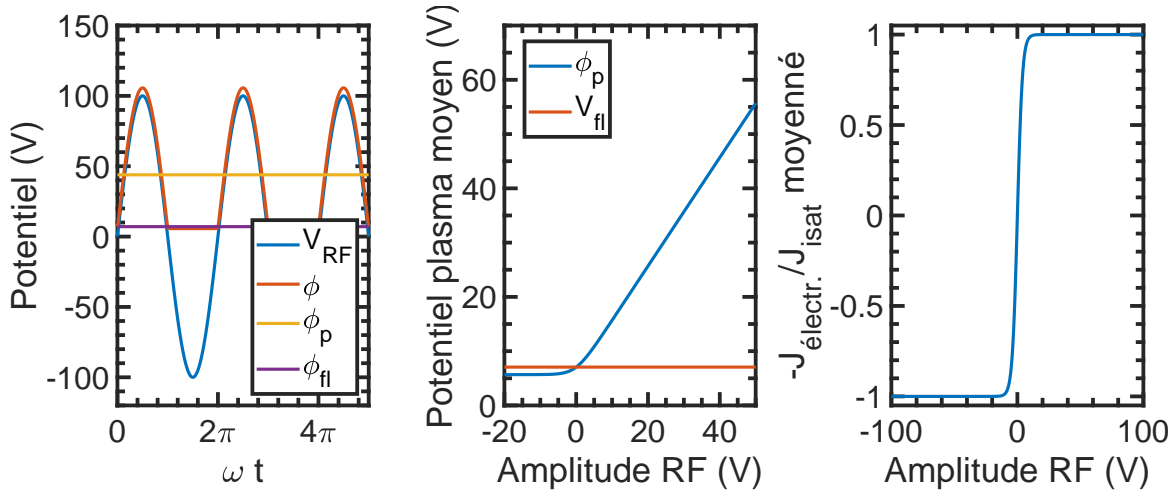 Potentiel (V)
150
100
50
0
-50
-100
0
2π
4π
ω t
V_RF
ϕ
ϕ_p
ϕ_fl
Potentiel plasma moyen (V)
60
40
20
0
-20
0
20
40
Amplitude RF (V)
ϕ_p
V_fl
-J_électr./J_isat moyenné
1
0.5
0
-0.5
-1
-100
0
100
Amplitude RF (V)